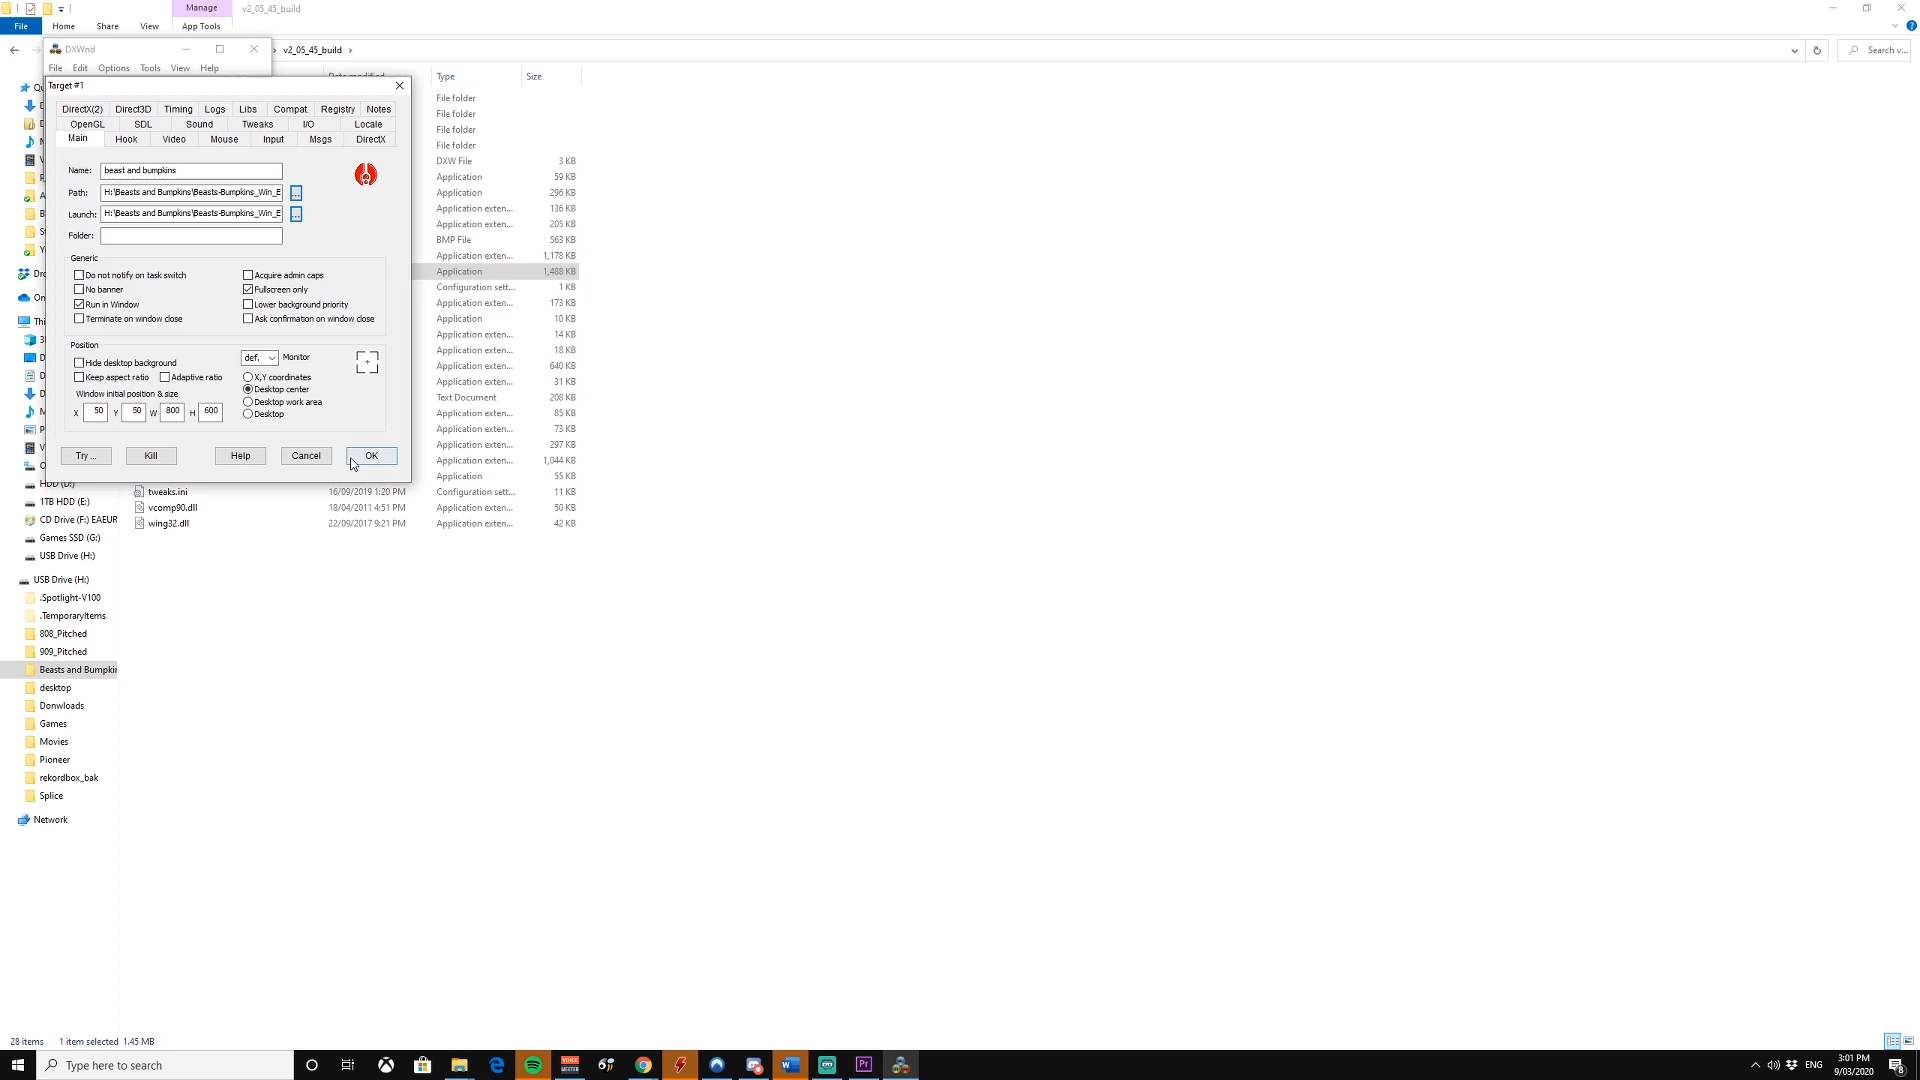 Manage
v2_05_45_build
File
Home
Share
View
App Tools
DXWnd
v2_05_45_build
Search v...
File
Edit
Options
Tools
View
Help
Type
Size
Target #1
DirectX(2)
Direct3D
Timing
Logs
Libs
Compat.
Registry
Notes
OpenGL
SDL
Sound
Tweaks
I/O
Locale
Main
Hook
Video
Mouse
Input
Msgs
DirectX
Name: beast and bumpkins
Path: H:\Beasts and Bumpkins\Beasts-Bumpkins_Win_E ...
Launch: H:\Beasts and Bumpkins\Beasts-Bumpkins_Win_E ...
Folder:
Generic
Do not notify on task switch
Acquire admin caps
No banner
Fullscreen only
Run in Window
Lower background priority
Terminate on window close
Ask confirmation on window close
Position
Hide desktop background
def.
Monitor
Keep aspect ratio
Adaptive ratio
X,Y coordinates
Desktop center
Window initial position & size
Desktop work area
X 50 Y 50 W 800 H 600
Desktop
Try ...
Kill
Help
Cancel
OK
File folder
File folder
File folder
File folder
DXW File 3 KB
Application 59 KB
Application 296 KB
Application exten... 136 KB
Application exten... 205 KB
BMP File 563 KB
Application exten... 1,178 KB
Application 1,488 KB
Configuration sett... 1 KB
Application exten... 173 KB
Application 10 KB
Application exten... 14 KB
Application exten... 18 KB
Application exten... 640 KB
Application exten... 31 KB
Text Document 208 KB
Application exten... 85 KB
Application exten... 73 KB
Application exten... 297 KB
Application exten... 1,044 KB
Application 55 KB
tweaks.ini 16/09/2019 1:20 PM Configuration sett... 11 KB
vcomp90.dll 18/04/2011 4:51 PM Application exten... 50 KB
wing32.dll 22/09/2017 9:21 PM Application exten... 42 KB
HDD (D:)
1TB HDD (E:)
CD Drive (F:) EAEUR
Games SSD (G:)
USB Drive (H:)
USB Drive (H:)
.Spotlight-V100
.TemporaryItems
808_Pitched
909_Pitched
Beasts and Bumpkin
desktop
Donwloads
Games
Movies
Pioneer
rekordbox_bak
Splice
Network
28 items
1 item selected 1.45 MB
Type here to search
ENG
3:01 PM
9/03/2020